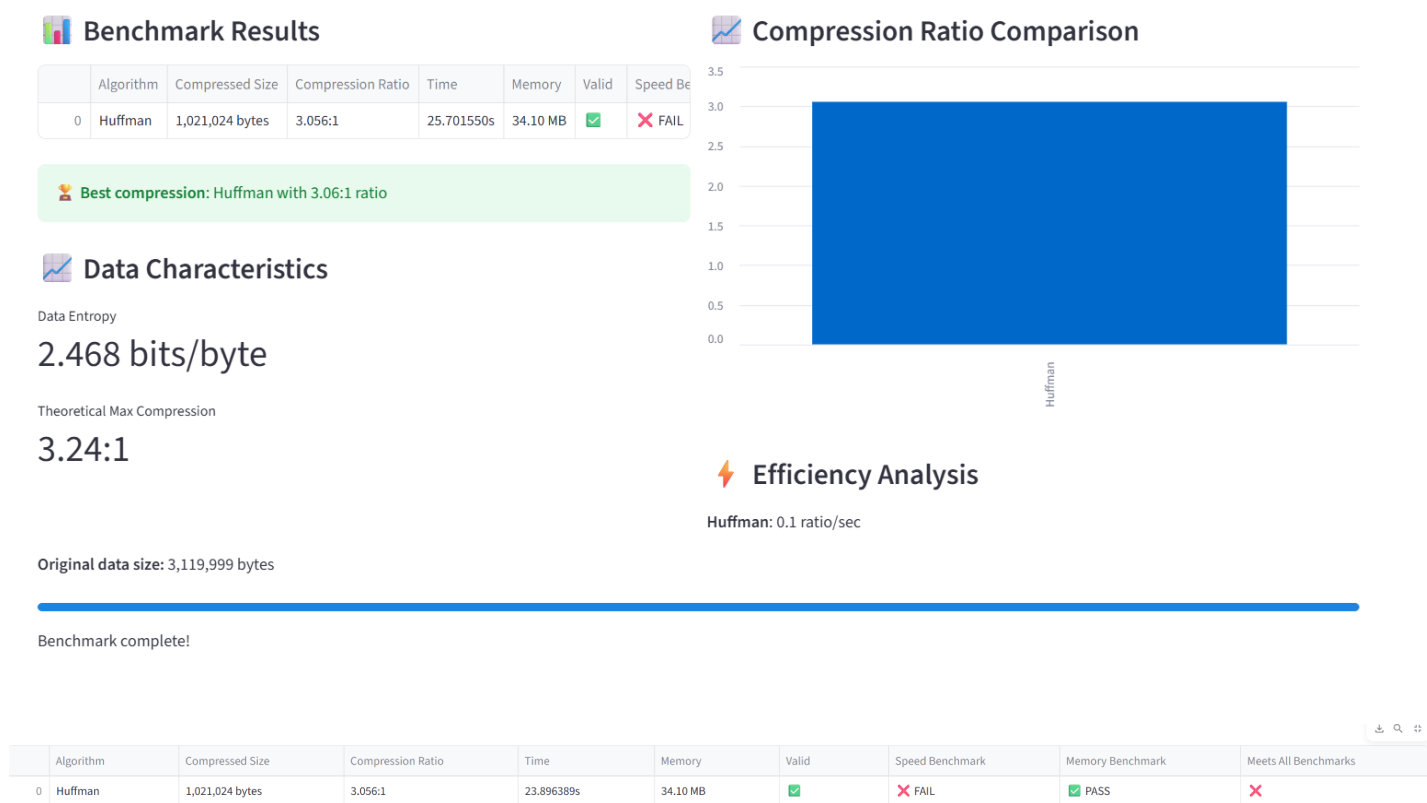 Benchmark Results
Algorithm Compressed Size Compression Ratio Time Memory Valid Speed Be
0 Huffman 1,021,024 bytes 3.056:1 25.701550s 34.10 MB FAIL
Best compression: Huffman with 3.06:1 ratio
Data Characteristics
Data Entropy
2.468 bits/byte
Theoretical Max Compression
3.24:1
Compression Ratio Comparison
3.5
3.0
2.5
2.0
1.5
1.0
0.5
0.0
Huffman
Efficiency Analysis
Huffman: 0.1 ratio/sec
Original data size: 3,119,999 bytes
Benchmark complete!
Algorithm Compressed Size Compression Ratio Time Memory Valid Speed Benchmark Memory Benchmark Meets All Benchmarks
0 Huffman 1,021,024 bytes 3.056:1 23.896389s 34.10 MB FAIL PASS